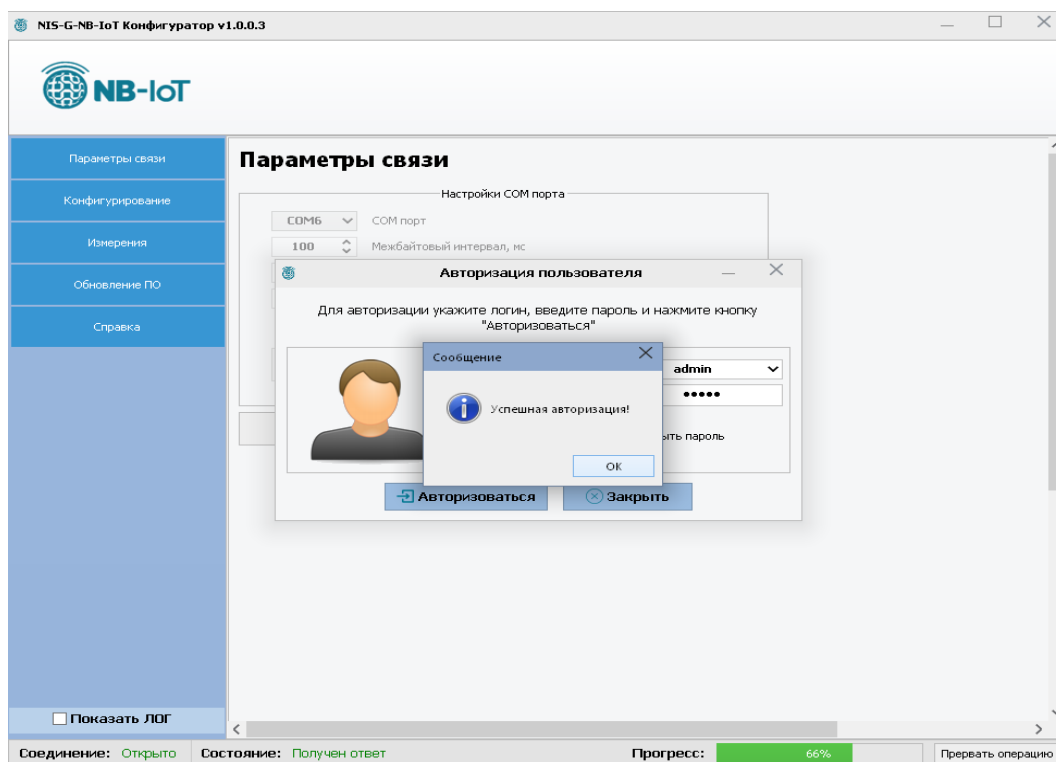 NIS-G-NB-IoT Конфигуратор v1.0.0.3
NB-IoT
Параметры связи
Конфигурирование
Измерения
Обновление ПО
Справка
Показать ЛОГ
Параметры связи
Настройки COM порта
COM6 COM порт
100 Межбайтовый интервал, мс
Авторизация пользователя
Для авторизации укажите логин, введите пароль и нажмите кнопку
"Авторизоваться"
admin
•••••
ыть пароль
Сообщение
Успешная авторизация!
OK
Авторизоваться
Закрыть
Соединение: Открыто Состояние: Получен ответ Прогресс: 66% Прервать операцию